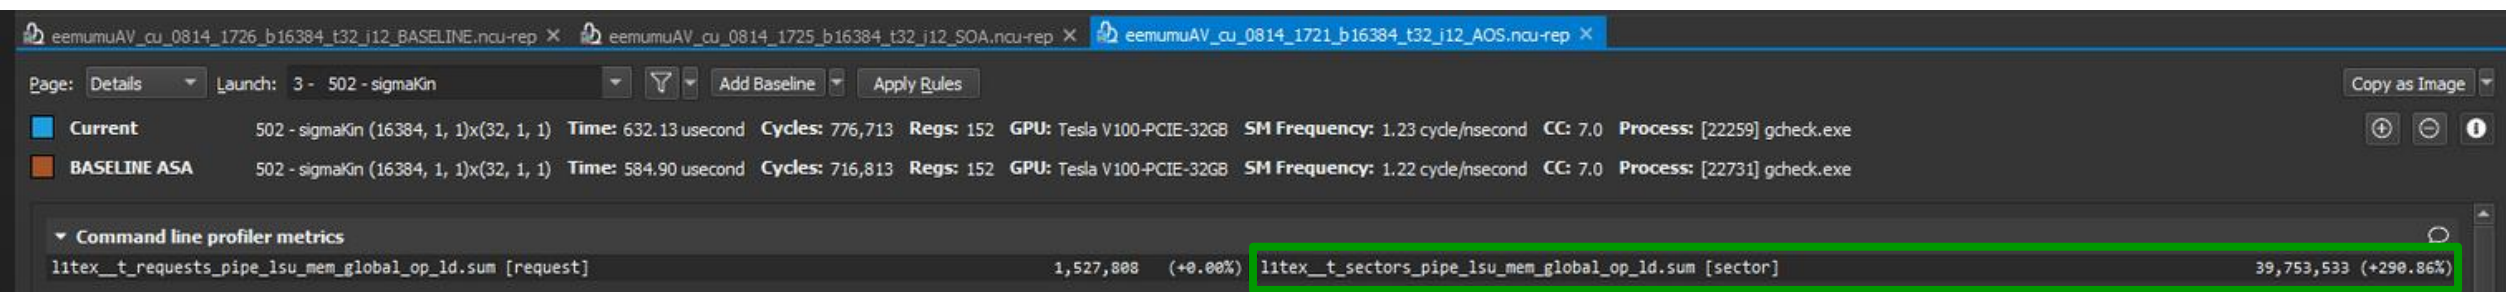 eemumuAV_cu_0814_1726_b16384_t32_i12_BASELINE.ncu-rep × eemumuAV_cu_0814_1725_b16384_t32_i12_SOA.ncu-rep × eemumuAV_cu_0814_1721_b16384_t32_i12_AOS.ncu-rep ×
Page: Details Launch: 3 - 502 - sigmaKin Add Baseline Apply Rules Copy as Image
Current 502 - sigmaKin (16384, 1, 1)x(32, 1, 1) Time: 632.13 usecond Cycles: 776,713 Regs: 152 GPU: Tesla V100-PCIE-32GB SM Frequency: 1.23 cycle/nsecond CC: 7.0 Process: [22259] gcheck.exe
BASELINE ASA 502 - sigmaKin (16384, 1, 1)x(32, 1, 1) Time: 584.90 usecond Cycles: 716,813 Regs: 152 GPU: Tesla V100-PCIE-32GB SM Frequency: 1.22 cycle/nsecond CC: 7.0 Process: [22731] gcheck.exe
Command line profiler metrics
l1tex__t_requests_pipe_lsu_mem_global_op_ld.sum [request] 1,527,808 (+0.00%) l1tex__t_sectors_pipe_lsu_mem_global_op_ld.sum [sector] 39,753,533 (+290.86%)